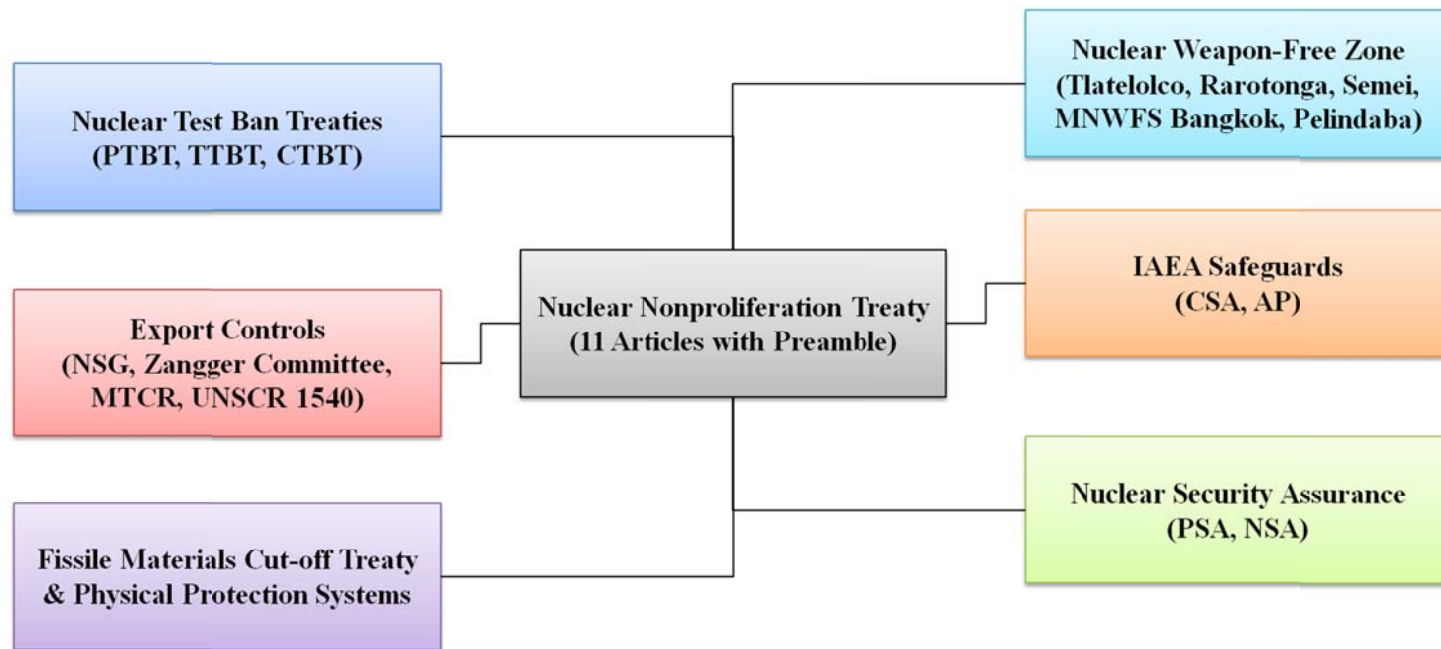 Nuclear Test Ban Treaties
(PTBT, TTBT, CTBT)
Export Controls
(NSG, Zangger Committee,
MTCR, UNSCR 1540)
Fissile Materials Cut-off Treaty
& Physical Protection Systems
Nuclear Nonproliferation Treaty
(11 Articles with Preamble)
Nuclear Weapon-Free Zone
(Tlatelolco, Rarotonga, Semei,
MNWFS Bangkok, Pelindaba)
IAEA Safeguards
(CSA, AP)
Nuclear Security Assurance
(PSA, NSA)